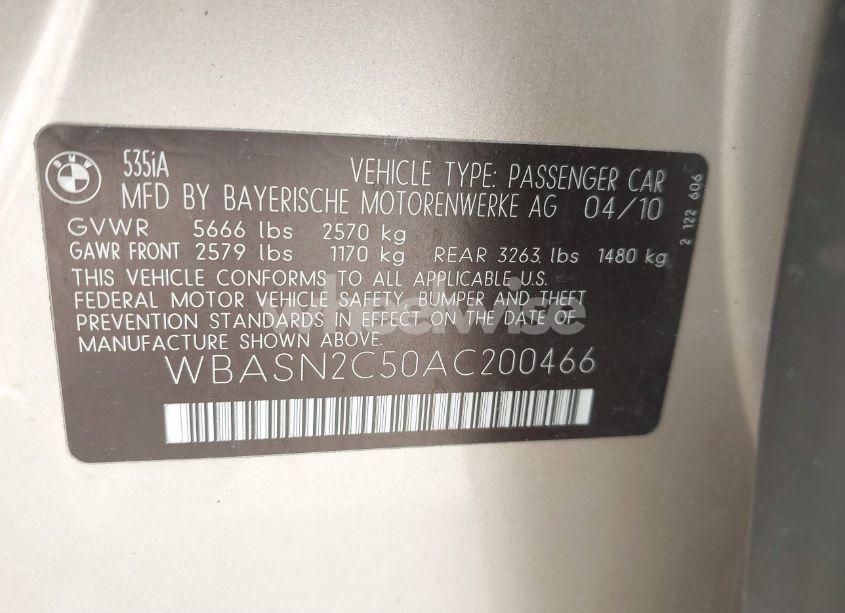 BMW
535iA
VEHICLE TYPE: PASSENGER CAR
MFD BY BAYERISCHE MOTORENWERKE AG 04/10
GVWR 5666 lbs 2570 kg
GAWR FRONT 2579 lbs 1170 kg REAR 3263 lbs 1480 kg
THIS VEHICLE CONFORMS TO ALL APPLICABLE U.S.
FEDERAL MOTOR VEHICLE SAFETY, BUMPER AND THEFT
PREVENTION STANDARDS IN EFFECT ON THE DATE OF
MANUFACTURE SHOWN ABOVE.
WBASN2C50AC200466
2 122 606
wheelwise